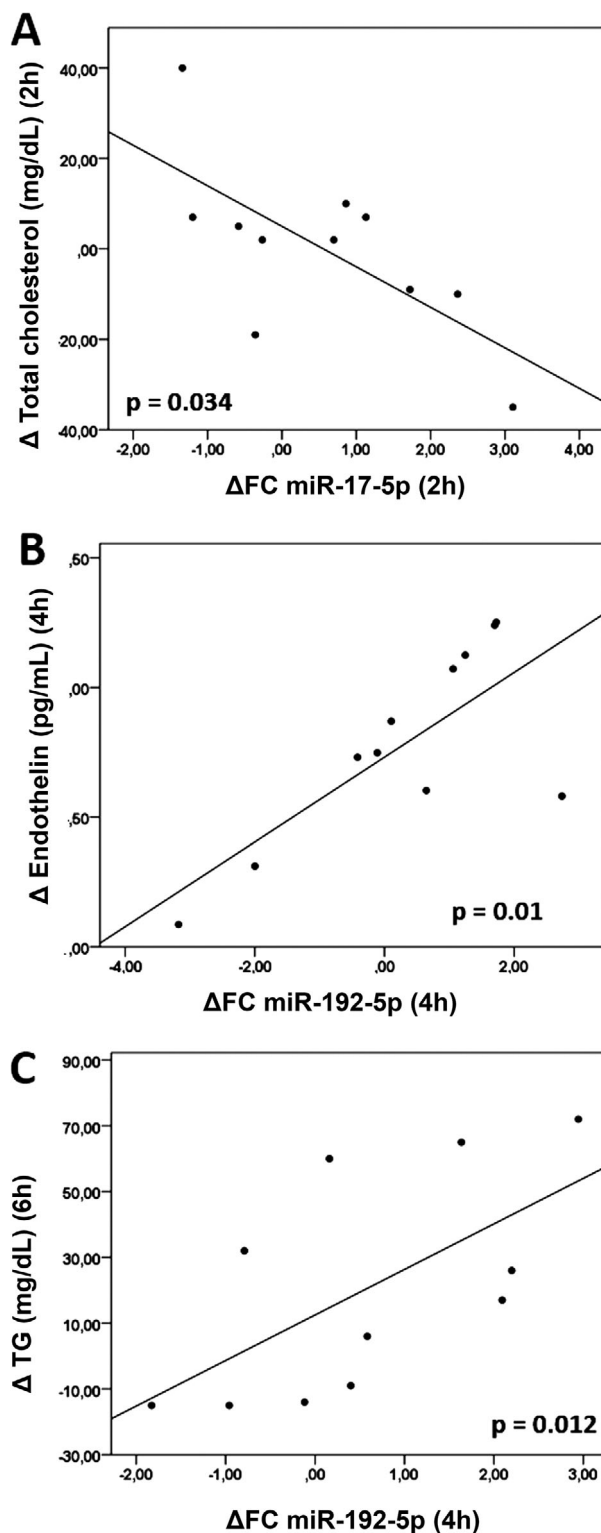 A
Δ Total cholesterol (mg/dL) (2h)
40,00
20,00
,00
-20,00
-40,00
p = 0.034
-2,00 -1,00 ,00 1,00 2,00 3,00 4,00
ΔFC miR-17-5p (2h)
B
Δ Endothelin (pg/mL) (4h)
,50
,00
,50
,00
p = 0.01
-4,00 -2,00 ,00 2,00
ΔFC miR-192-5p (4h)
C
Δ TG (mg/dL) (6h)
90,00
70,00
50,00
30,00
10,00
-10,00
-30,00
p = 0.012
-2,00 -1,00 ,00 1,00 2,00 3,00
ΔFC miR-192-5p (4h)